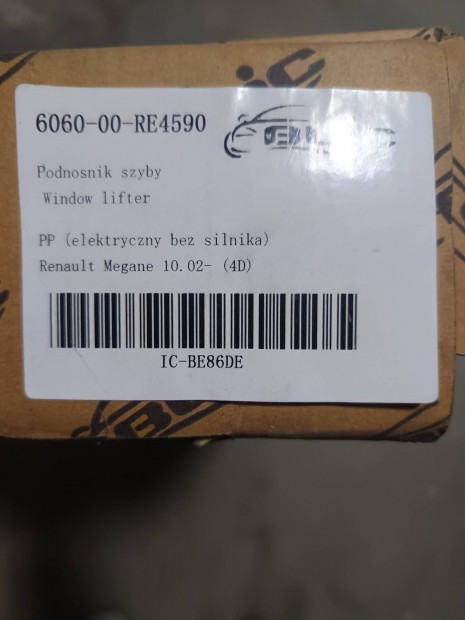 6060-00-RE4590
Podnosnik szyby
Window lifter
PP (elektryczny bez silnika)
Renault Megane 10.02- (4D)
IC-BE86DE